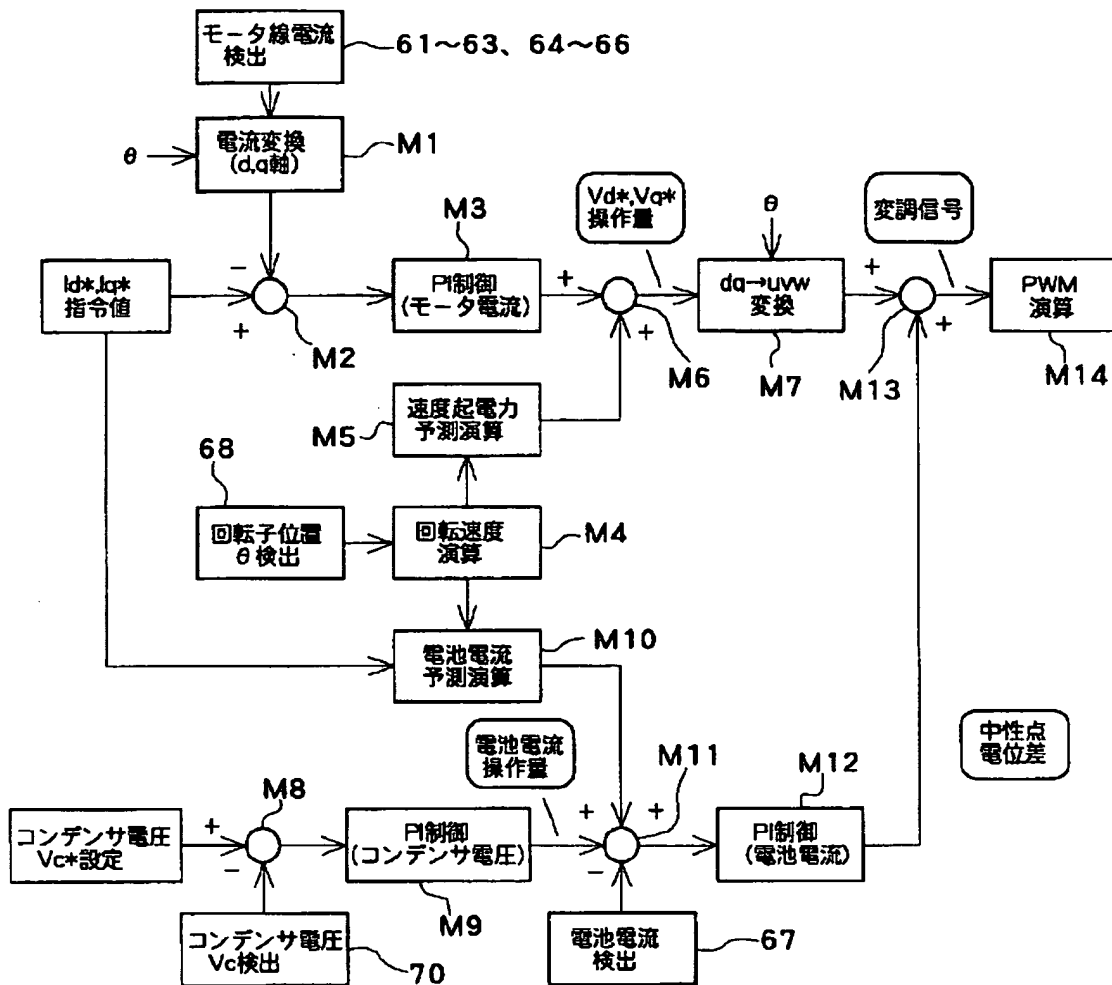 モータ線電流
検出
61〜63、64〜66
電流変換
(d,q軸)
M1
θ
Id*,Iq*
指令値
−
+
M2
M3
PI制御
(モータ電流)
+
+
Vd*,Vq*
操作量
M6
θ
dq→uvw
変換
M7
変調信号
+
+
M13
PWM
演算
M14
速度起電力
予測演算
M5
68
回転子位置
θ検出
回転速度
演算
M4
電池電流
予測演算
M10
中性点
電位差
電池電流
操作量
M11
M12
コンデンサ電圧
Vc*設定
+
−
M8
PI制御
(コンデンサ電圧)
M9
+
+
−
PI制御
(電池電流)
コンデンサ電圧
Vc検出
70
電池電流
検出
67